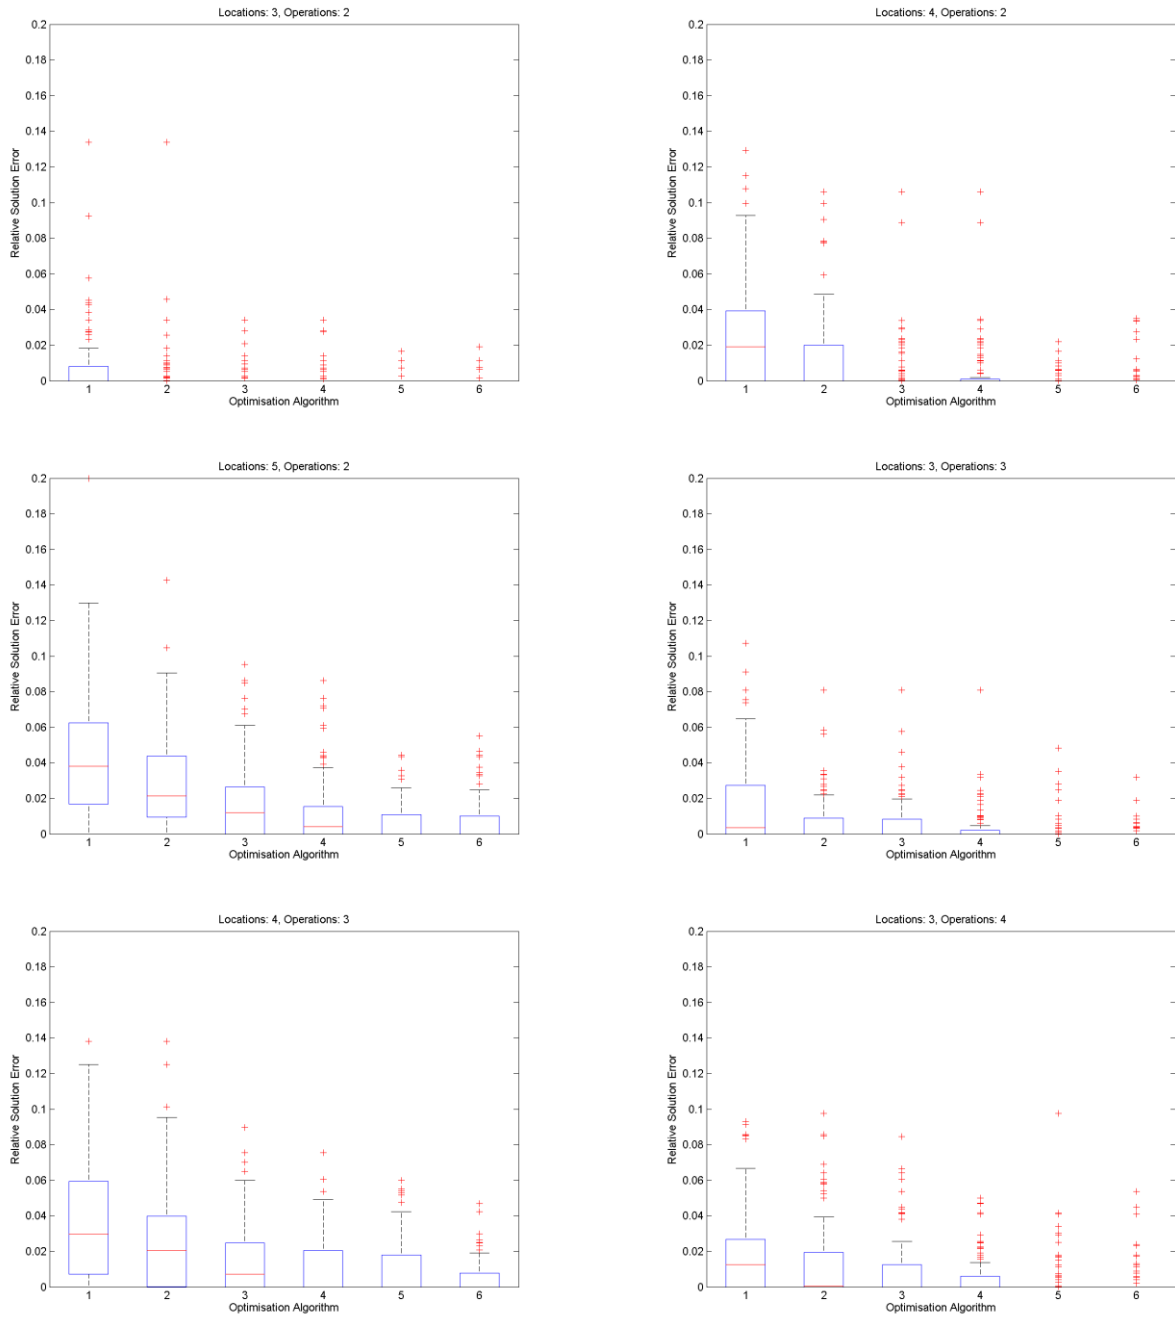 Locations: 3, Operations: 2
0.2
0.18
0.16
0.14
0.12
0.1
0.08
0.06
0.04
0.02
0
Relative Solution Error
1 2 3 4 5 6
Optimisation Algorithm
Locations: 4, Operations: 2
0.2
0.18
0.16
0.14
0.12
0.1
0.08
0.06
0.04
0.02
0
Relative Solution Error
1 2 3 4 5 6
Optimisation Algorithm
Locations: 5, Operations: 2
0.2
0.18
0.16
0.14
0.12
0.1
0.08
0.06
0.04
0.02
0
Relative Solution Error
1 2 3 4 5 6
Optimisation Algorithm
Locations: 3, Operations: 3
0.2
0.18
0.16
0.14
0.12
0.1
0.08
0.06
0.04
0.02
0
Relative Solution Error
1 2 3 4 5 6
Optimisation Algorithm
Locations: 4, Operations: 3
0.2
0.18
0.16
0.14
0.12
0.1
0.08
0.06
0.04
0.02
0
Relative Solution Error
1 2 3 4 5 6
Optimisation Algorithm
Locations: 3, Operations: 4
0.2
0.18
0.16
0.14
0.12
0.1
0.08
0.06
0.04
0.02
0
Relative Solution Error
1 2 3 4 5 6
Optimisation Algorithm